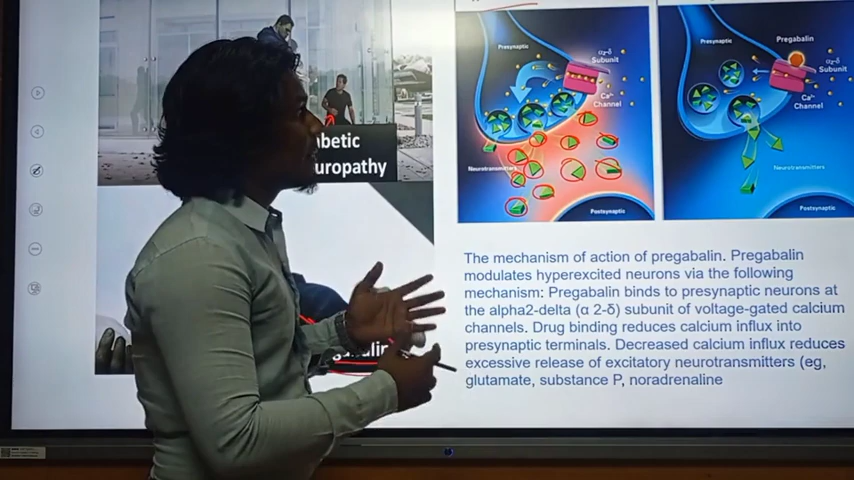 betic
uropathy
Presynaptic
α₂-δ
Subunit
Ca²⁺
Channel
Neurotransmitters
Postsynaptic
Presynaptic
Pregabalin
α₂-δ
Subunit
Ca²⁺
Channel
Neurotransmitters
Postsynaptic
The mechanism of action of pregabalin. Pregabalin
modulates hyperexcited neurons via the following
mechanism: Pregabalin binds to presynaptic neurons at
the alpha2-delta (α 2-δ) subunit of voltage-gated calcium
channels. Drug binding reduces calcium influx into
presynaptic terminals. Decreased calcium influx reduces
excessive release of excitatory neurotransmitters (eg,
glutamate, substance P, noradrenaline